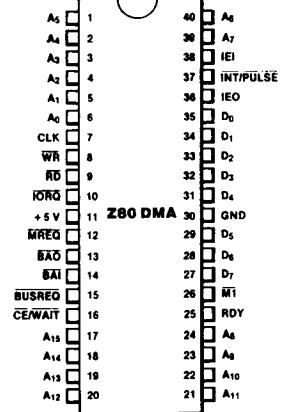 A5 1 40 A6
A4 2 39 A7
A3 3 38 IEI
A2 4 37 INT/PULSE
A1 5 36 IEO
A0 6 35 D0
CLK 7 34 D1
WR 8 33 D2
RD 9 32 D3
IORQ 10 31 D4
+5 V 11 Z80 DMA 30 GND
MREQ 12 29 D5
BAO 13 28 D6
BAI 14 27 D7
BUSREQ 15 26 M1
CE/WAIT 16 25 RDY
A15 17 24 A8
A14 18 23 A9
A13 19 22 A10
A12 20 21 A11